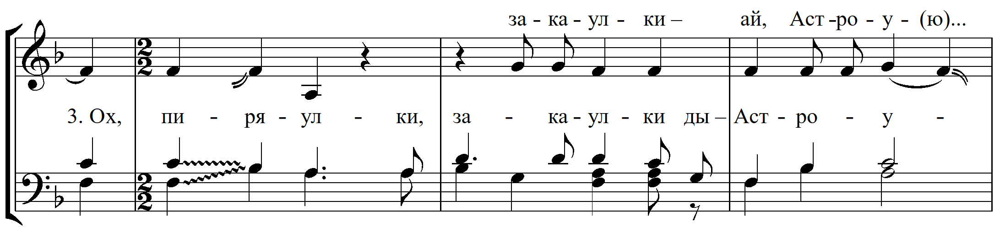 за - ка - ул - ки – ай, Аст - ро - у - (ю)...
3. Ох, пи - ря - ул - ки, за - ка - ул - ки ды – Аст - ро - у -